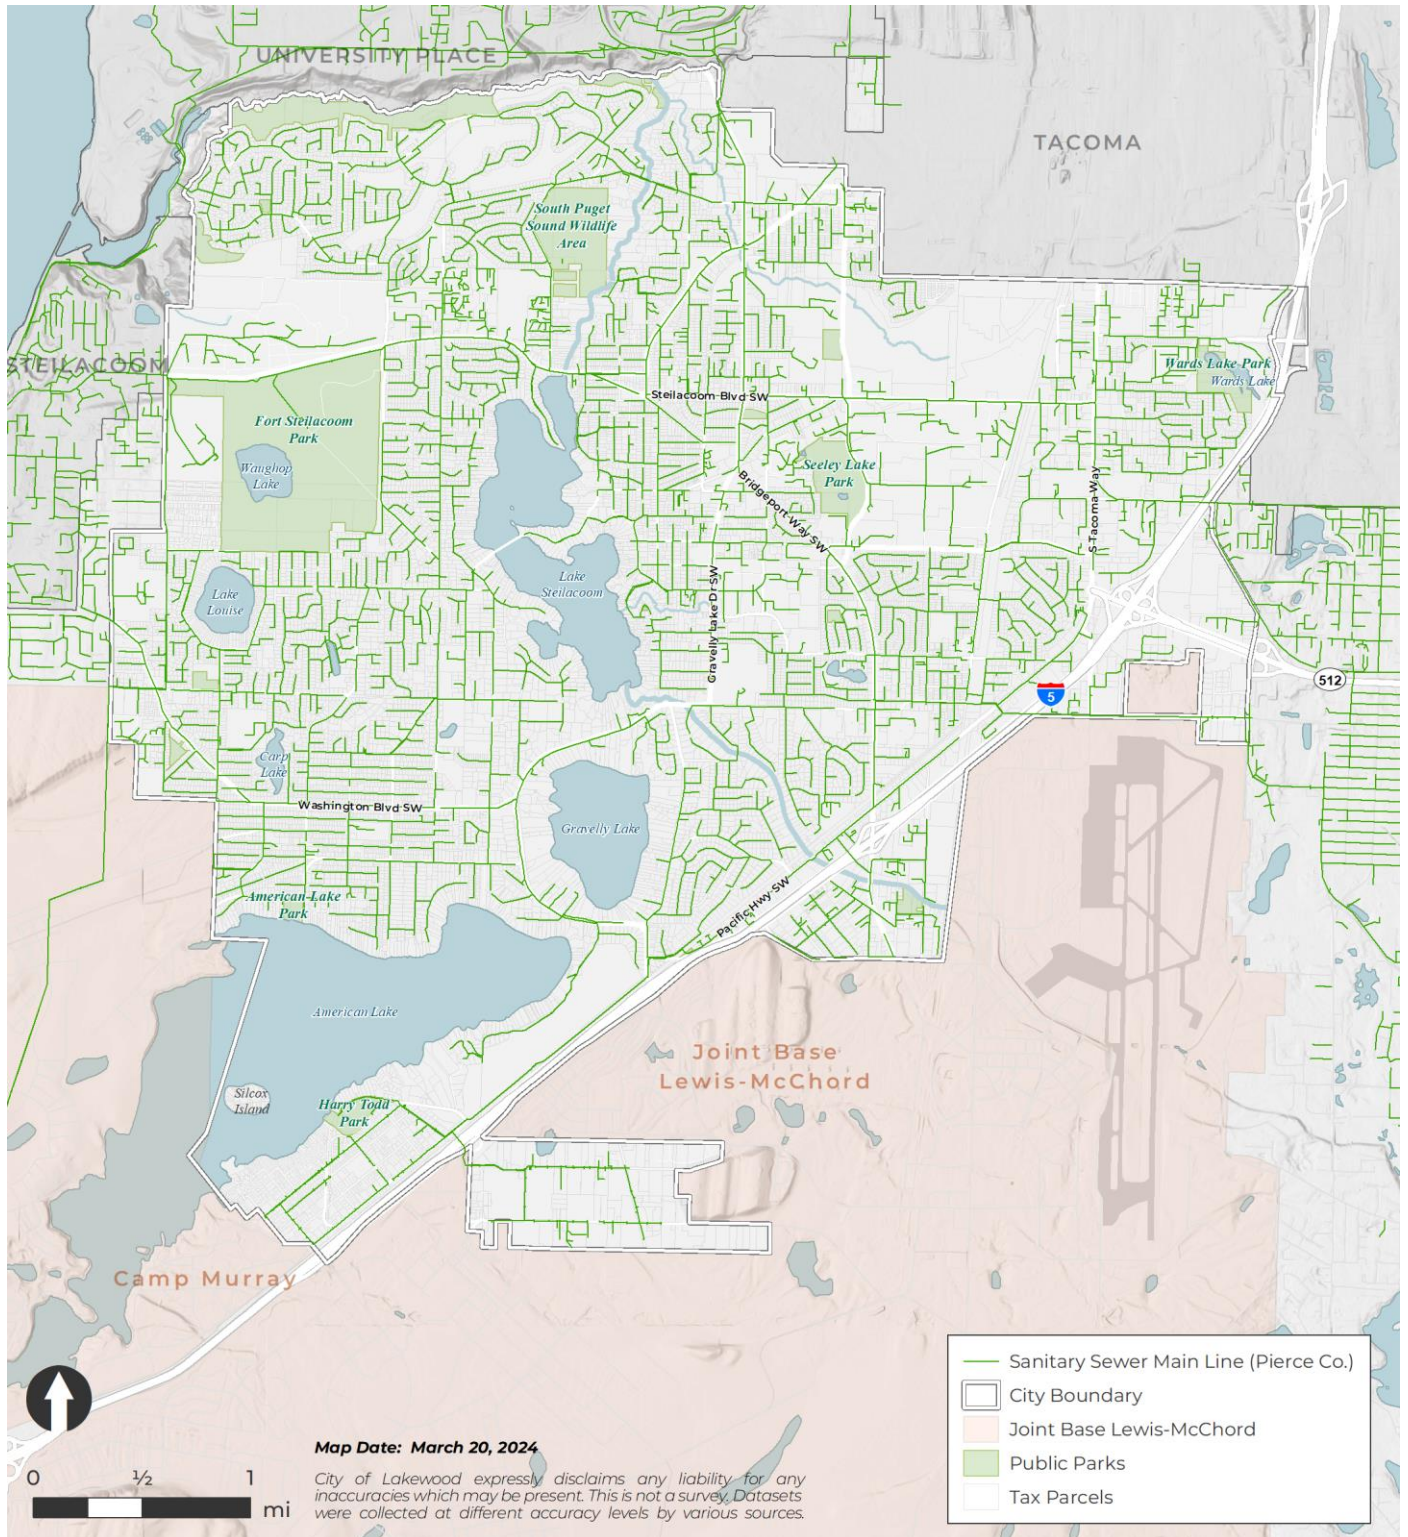 UNIVERSITY PLACE
TACOMA
South Puget
Sound Wildlife
Area
STEILACOOM
Wards Lake Park
Wards Lake
Steilacoom Blvd SW
Fort Steilacoom
Park
Waughop
Lake
Seeley Lake
Park
Bridgeport Way SW
S Tacoma Way
Lake
Steilacoom
Lake
Louise
Gravelly Lake Dr SW
512
5
Carp
Lake
Washington Blvd SW
Gravelly Lake
American Lake
Park
Pacific Hwy SW
American Lake
Joint Base
Lewis-McChord
Silcox
Island
Harry Todd
Park
Camp Murray
Sanitary Sewer Main Line (Pierce Co.)
City Boundary
Joint Base Lewis-McChord
Public Parks
Tax Parcels
Map Date: March 20, 2024
0 ½ 1
mi
City of Lakewood expressly disclaims any liability for any
inaccuracies which may be present. This is not a survey. Datasets
were collected at different accuracy levels by various sources.